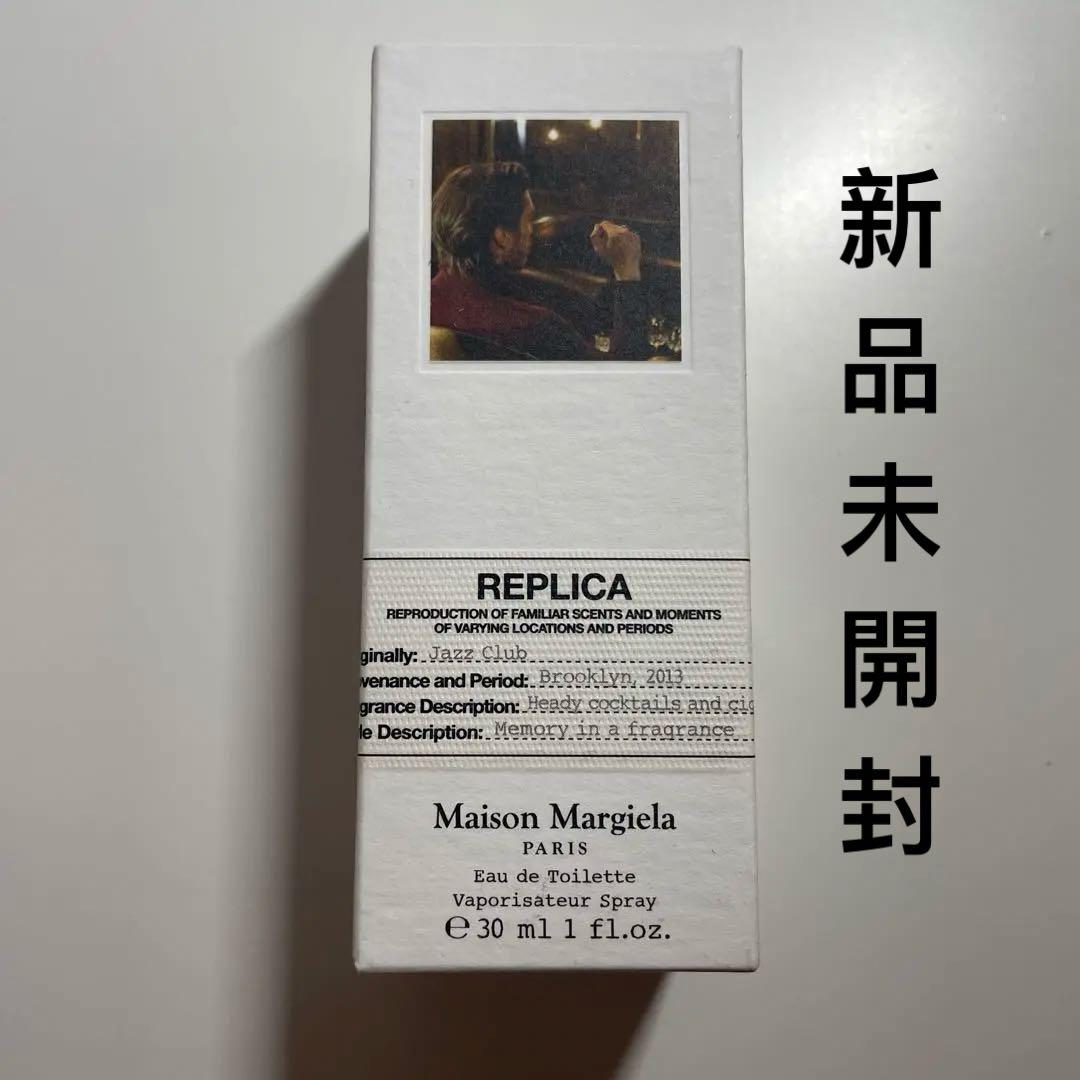 REPLICA
REPRODUCTION OF FAMILIAR SCENTS AND MOMENTS
OF VARYING LOCATIONS AND PERIODS
ginally: Jazz Club
venance and Period: Brooklyn, 2013
grance Description: Heady cocktails and cig
le Description: Memory in a fragrance
Maison Margiela
PARIS
Eau de Toilette
Vaporisateur Spray
℮ 30 ml 1 fl.oz.
新品未開封